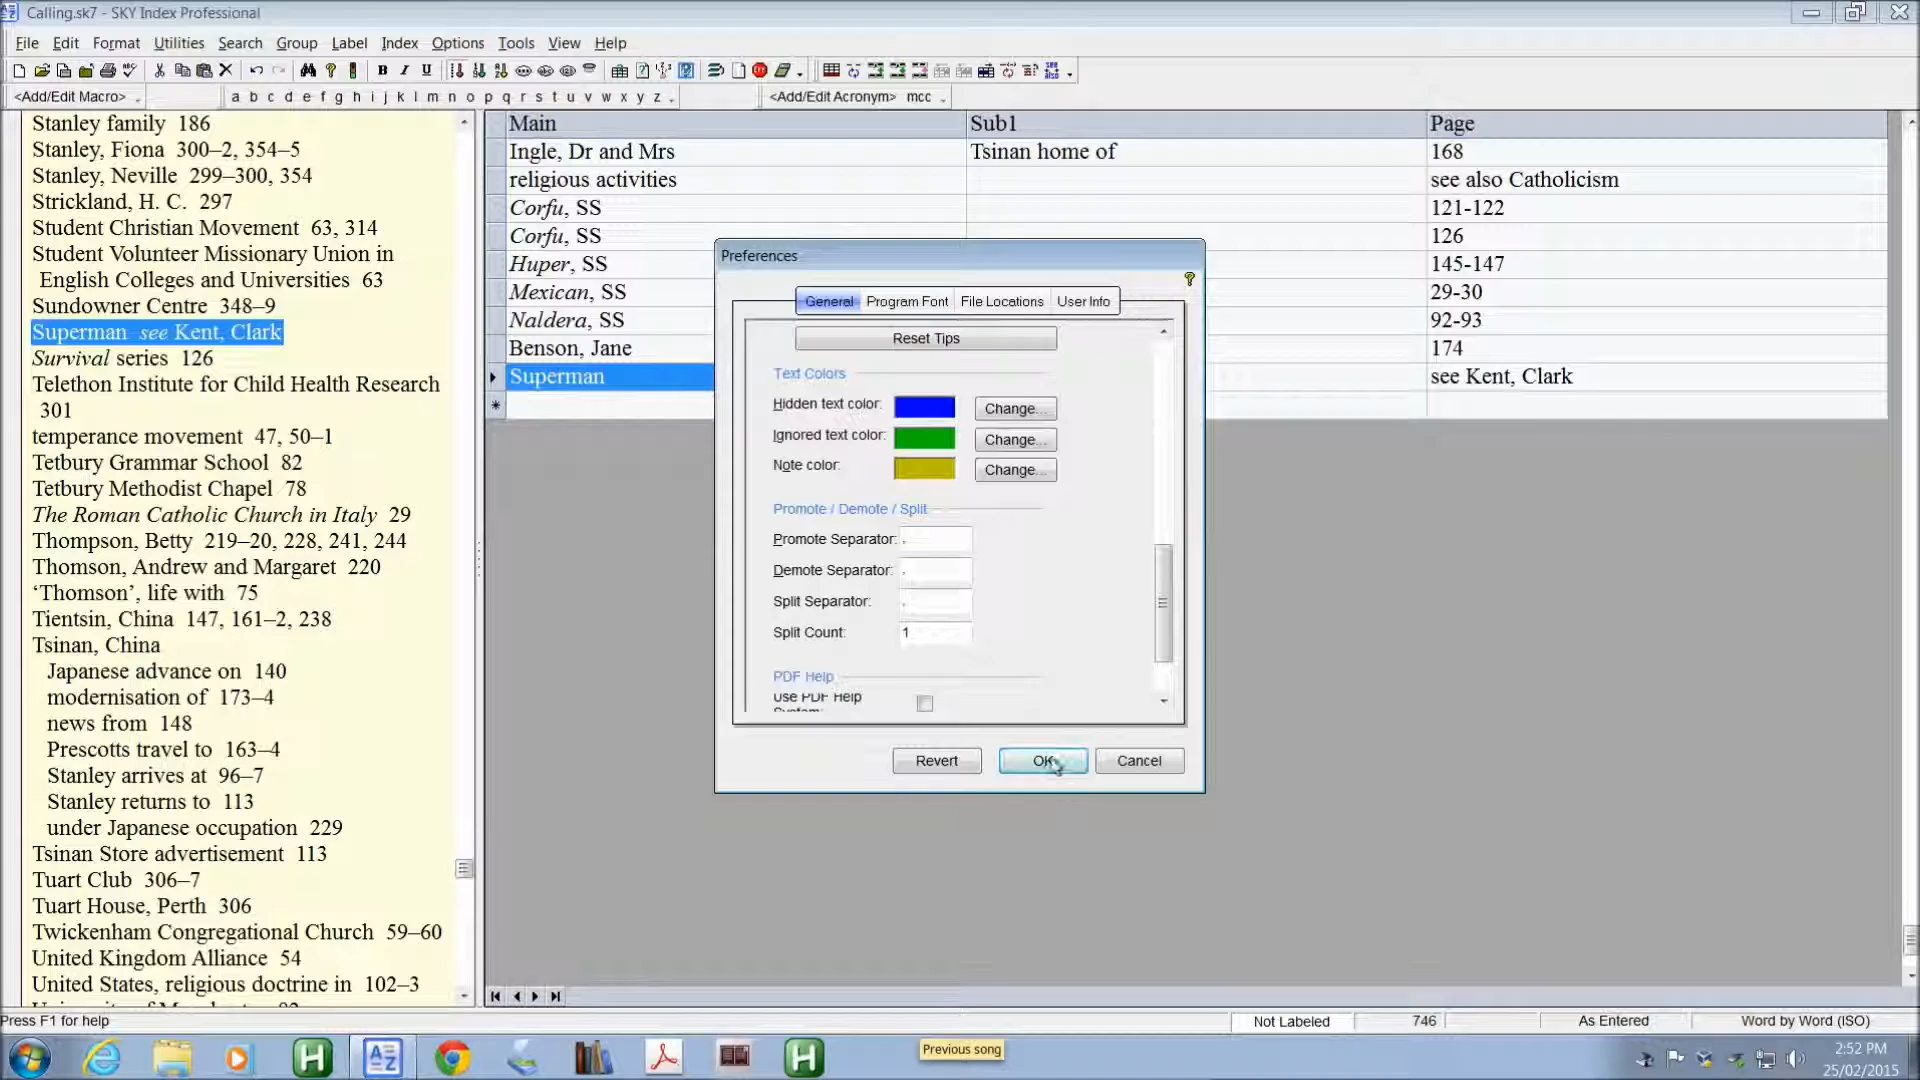 Calling.sk7 - SKY Index Professional
File Edit Format Utilities Search Group Label Index Options Tools View Help
<Add/Edit Macro> a b c d e f g h i j k l m n o p q r s t u v w x y z <Add/Edit Acronym> mcc
Stanley family 186
Stanley, Fiona 300–2, 354–5
Stanley, Neville 299–300, 354
Strickland, H. C. 297
Student Christian Movement 63, 314
Student Volunteer Missionary Union in
English Colleges and Universities 63
Sundowner Centre 348–9
Superman see Kent, Clark
Survival series 126
Telethon Institute for Child Health Research
301
temperance movement 47, 50–1
Tetbury Grammar School 82
Tetbury Methodist Chapel 78
The Roman Catholic Church in Italy 29
Thompson, Betty 219–20, 228, 241, 244
Thomson, Andrew and Margaret 220
‘Thomson’, life with 75
Tientsin, China 147, 161–2, 238
Tsinan, China
Japanese advance on 140
modernisation of 173–4
news from 148
Prescotts travel to 163–4
Stanley arrives at 96–7
Stanley returns to 113
under Japanese occupation 229
Tsinan Store advertisement 113
Tuart Club 306–7
Tuart House, Perth 306
Twickenham Congregational Church 59–60
United Kingdom Alliance 54
United States, religious doctrine in 102–3
Main Sub1 Page
Ingle, Dr and Mrs Tsinan home of 168
religious activities see also Catholicism
Corfu, SS 121-122
Corfu, SS 126
Huper, SS 145-147
Mexican, SS 29-30
Naldera, SS 92-93
Benson, Jane 174
Superman see Kent, Clark
Preferences
General Program Font File Locations User Info
Reset Tips
Text Colors
Hidden text color: Change...
Ignored text color: Change...
Note color: Change...
Promote / Demote / Split
Promote Separator:
Demote Separator:
Split Separator:
Split Count: 1
PDF Help
Use PDF Help
Revert OK Cancel
Press F1 for help Not Labeled 746 As Entered Word by Word (ISO)
Previous song
2:52 PM
25/02/2015